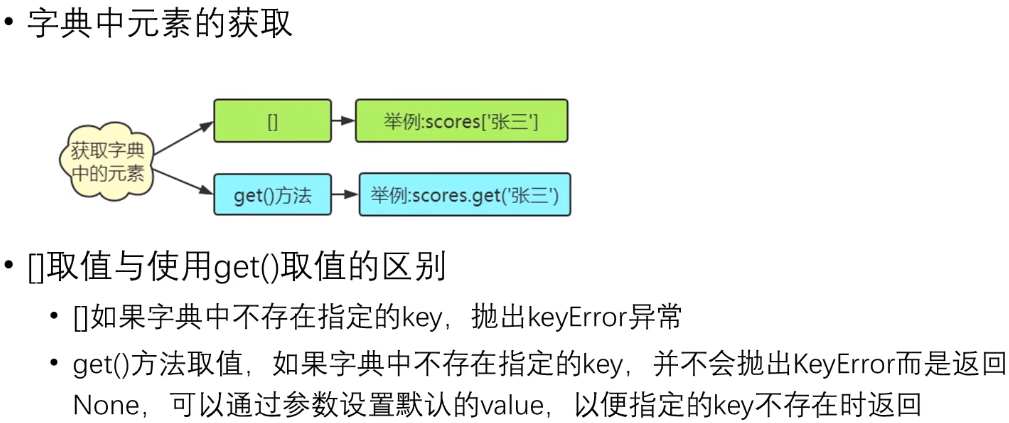 • 字典中元素的获取
获取字典
中的元素
[]
举例:scores['张三']
get()方法
举例:scores.get('张三')
• []取值与使用get()取值的区别
• []如果字典中不存在指定的key，抛出keyError异常
• get()方法取值，如果字典中不存在指定的key，并不会抛出KeyError而是返回
None，可以通过参数设置默认的value，以便指定的key不存在时返回